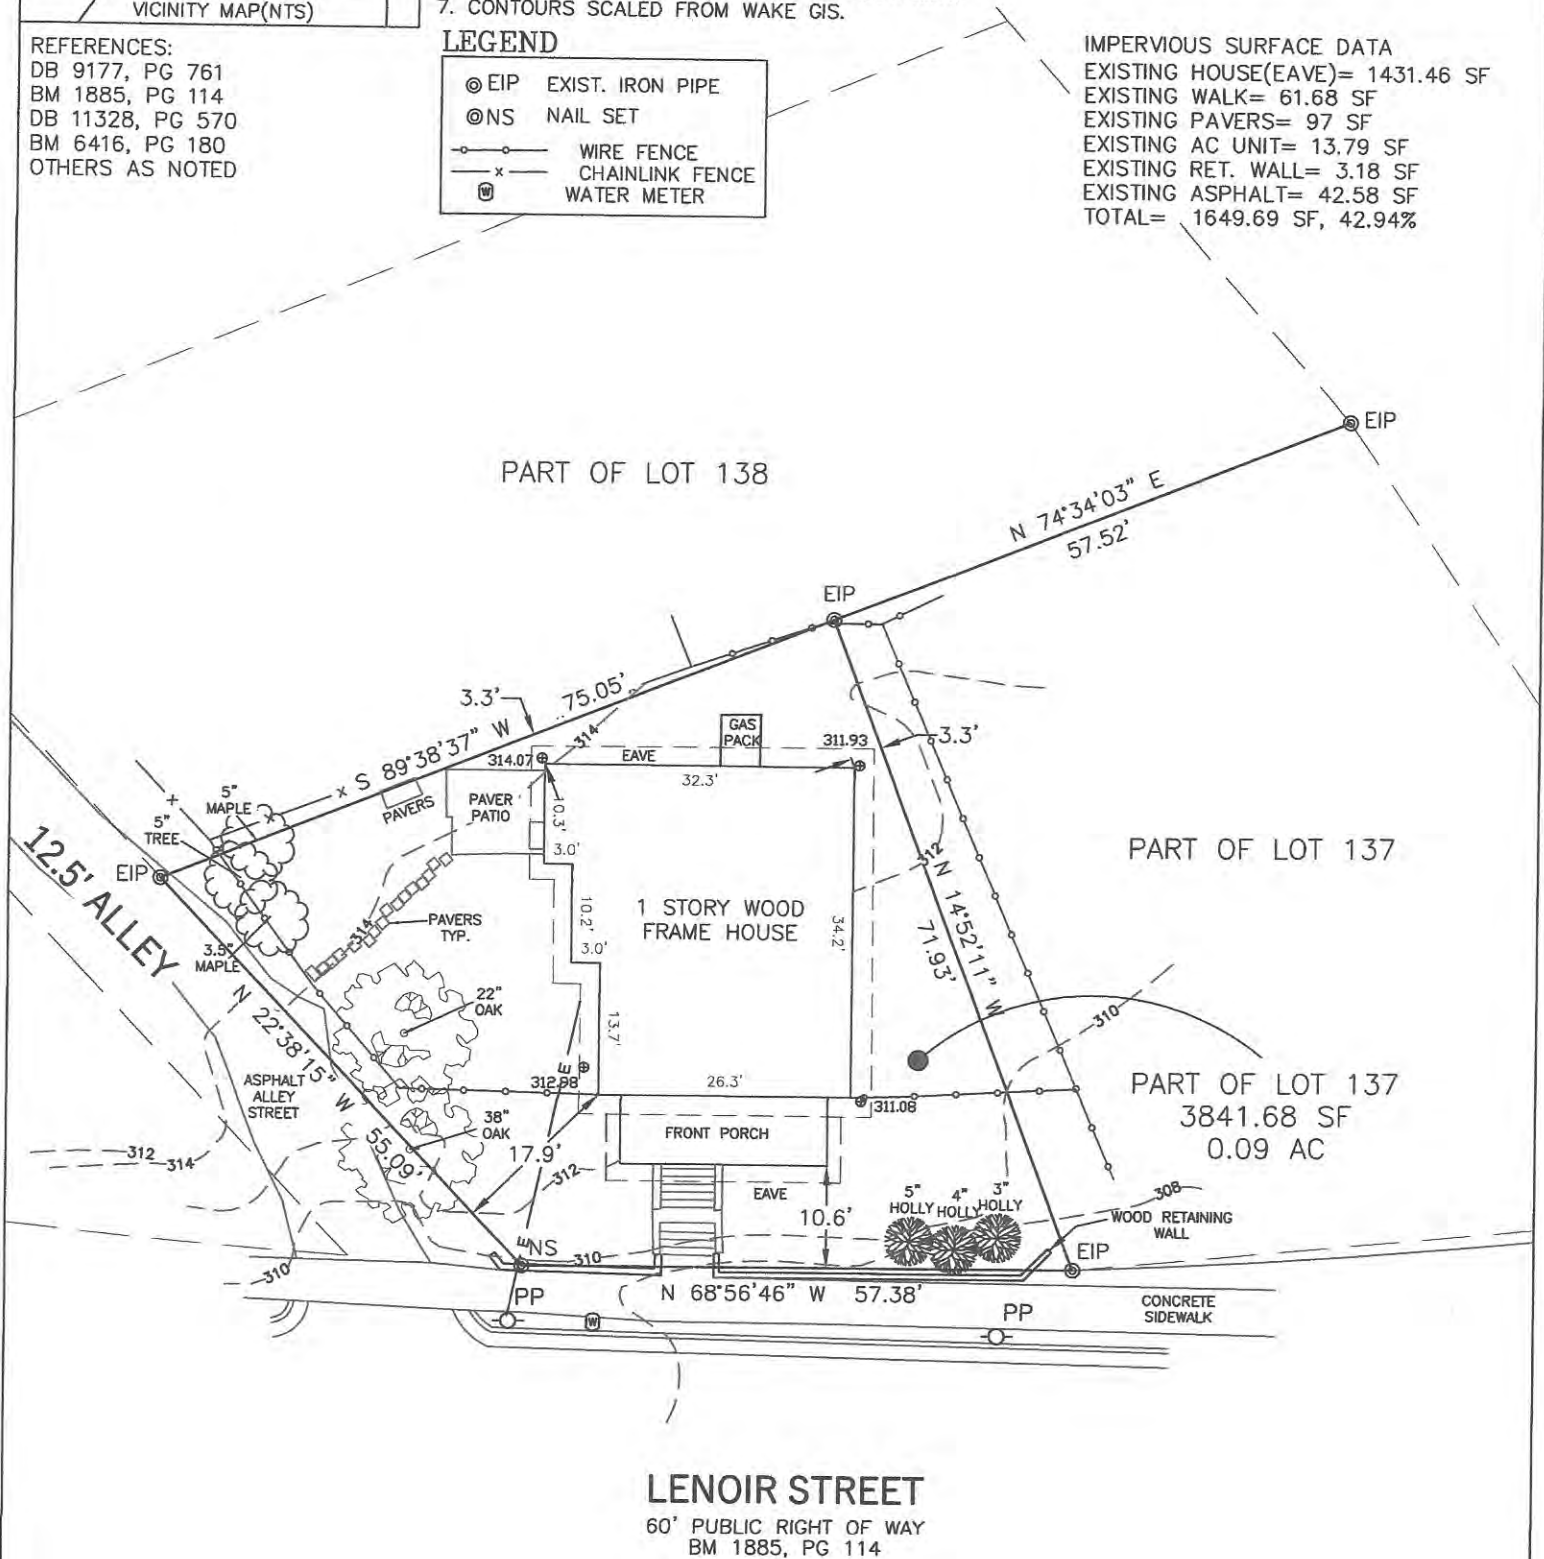 VICINITY MAP(NTS)
7. CONTOURS SCALED FROM WAKE GIS.
REFERENCES:
DB 9177, PG 761
BM 1885, PG 114
DB 11328, PG 570
BM 6416, PG 180
OTHERS AS NOTED
LEGEND
EIP EXIST. IRON PIPE
NS NAIL SET
WIRE FENCE
x CHAINLINK FENCE
W WATER METER
IMPERVIOUS SURFACE DATA
EXISTING HOUSE(EAVE)= 1431.46 SF
EXISTING WALK= 61.68 SF
EXISTING PAVERS= 97 SF
EXISTING AC UNIT= 13.79 SF
EXISTING RET. WALL= 3.18 SF
EXISTING ASPHALT= 42.58 SF
TOTAL= 1649.69 SF, 42.94%
EIP
PART OF LOT 138
N 74°34'03" E
57.52'
EIP
3.3'
75.05'
S 89°38'37" W
x
x
x
314
314.07
EAVE
GAS
PACK
311.93
3.3'
32.3'
5"
MAPLE
5"
TREE
PAVERS
PAVER
PATIO
10.3'
3.0'
EIP
12.5' ALLEY
312
PART OF LOT 137
N 14°52'11" W
71.93'
1 STORY WOOD
FRAME HOUSE
34.2'
10.2'
3.0'
PAVERS
TYP.
314
3.5"
MAPLE
22"
OAK
13.7'
310
N 22°38'15" W
55.09'
ASPHALT
ALLEY
STREET
E
312.98
26.3'
311.08
PART OF LOT 137
3841.68 SF
0.09 AC
38"
OAK
17.9'
FRONT PORCH
312
314
312
EAVE
10.6'
5"
HOLLY
4"
HOLLY
3"
HOLLY
308
WOOD RETAINING
WALL
E
NS
310
EIP
310
N 68°56'46" W 57.38'
PP
W
PP
CONCRETE
SIDEWALK
LENOIR STREET
60' PUBLIC RIGHT OF WAY
BM 1885, PG 114